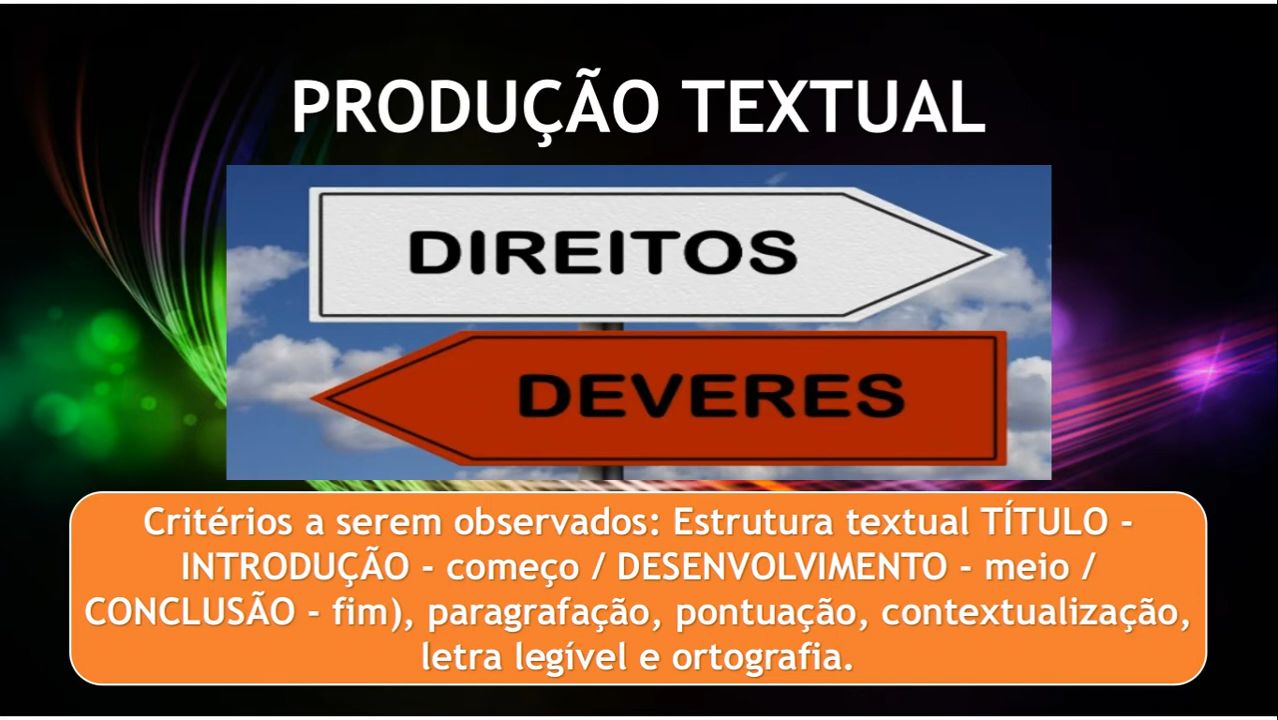 PRODUÇÃO TEXTUAL
DIREITOS
DEVERES
Critérios a serem observados: Estrutura textual TÍTULO -
INTRODUÇÃO - começo / DESENVOLVIMENTO - meio /
CONCLUSÃO - fim), paragrafação, pontuação, contextualização,
letra legível e ortografia.